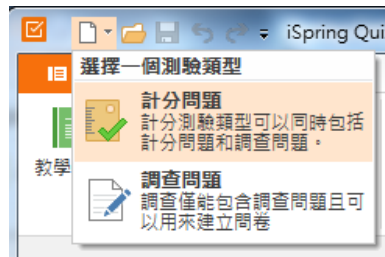 iSpring Qui
選擇一個測驗類型
計分問題
計分測驗類型可以同時包括
計分問題和調查問題。
教學
調查問題
調查僅能包含調查問題且可
以用來建立問卷